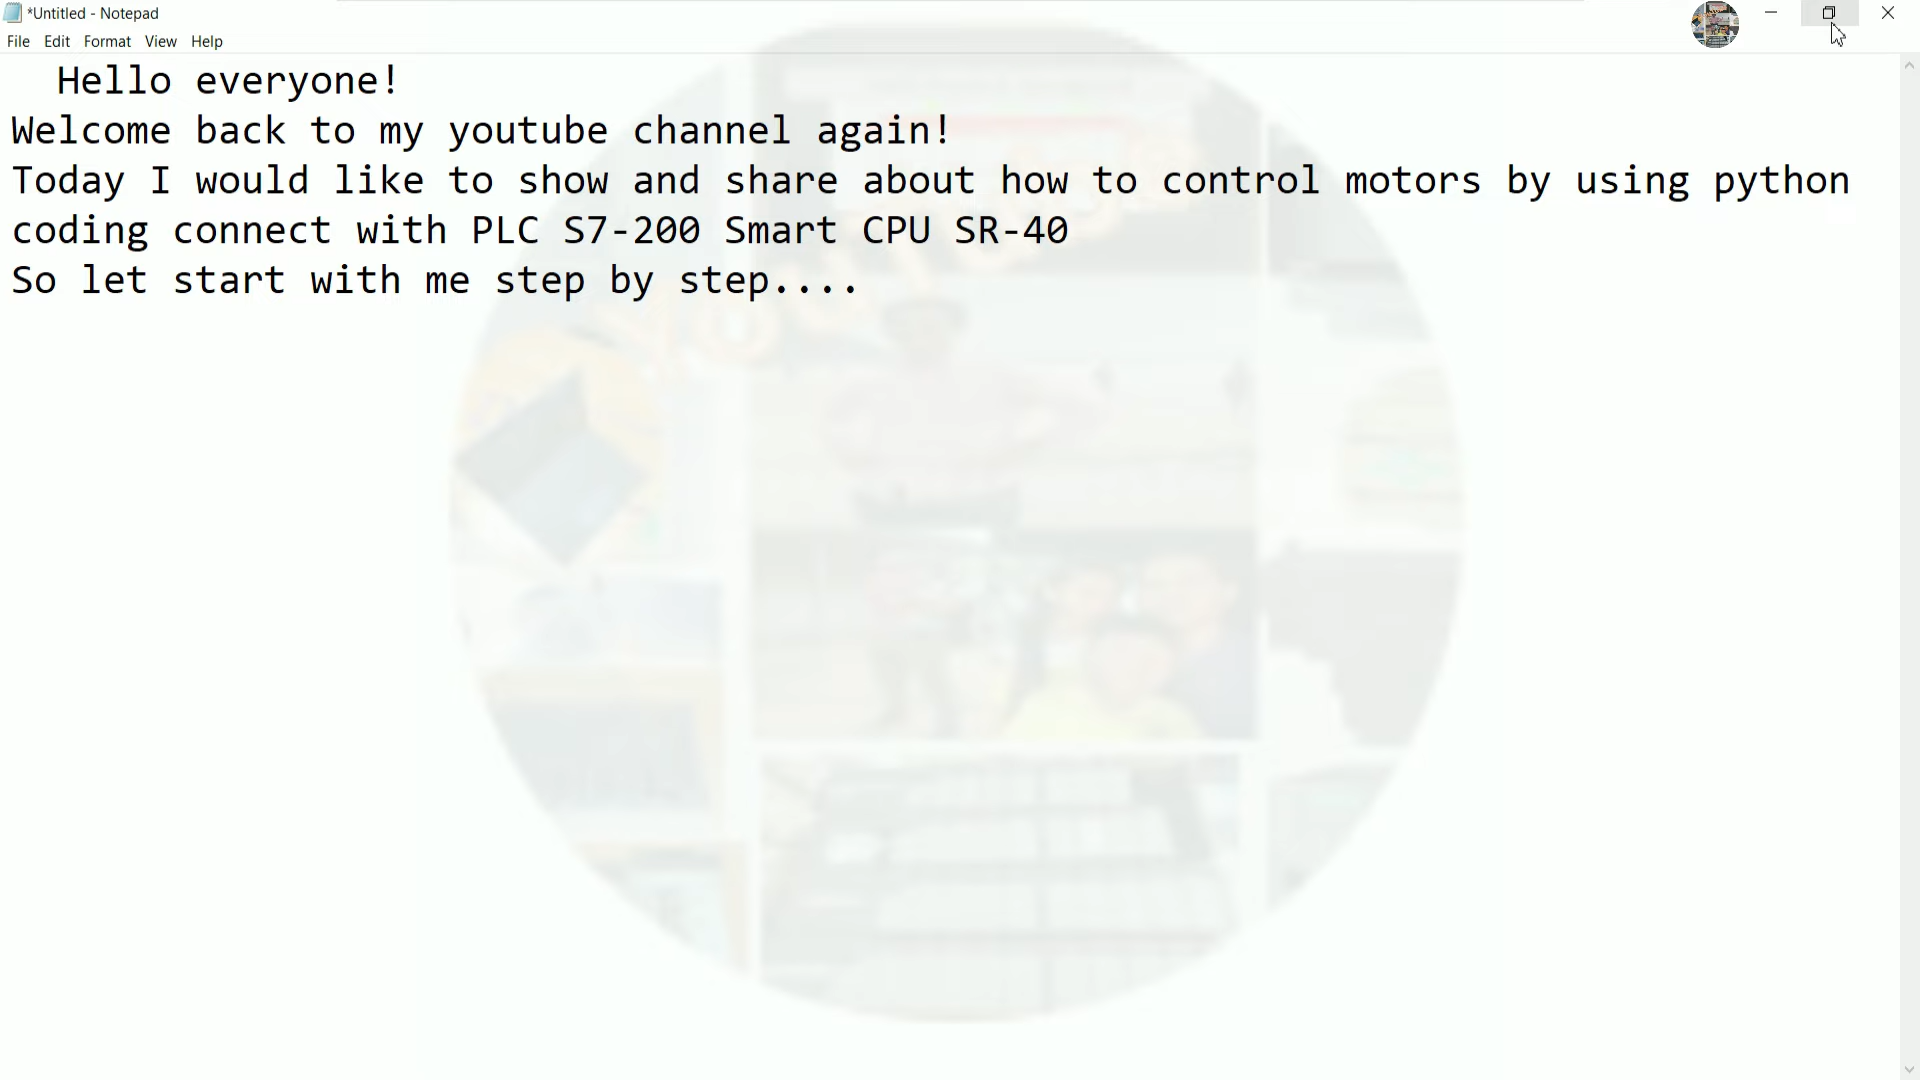 *Untitled - Notepad
File Edit Format View Help
Hello everyone!
Welcome back to my youtube channel again!
Today I would like to show and share about how to control motors by using python
coding connect with PLC S7-200 Smart CPU SR-40
So let start with me step by step....